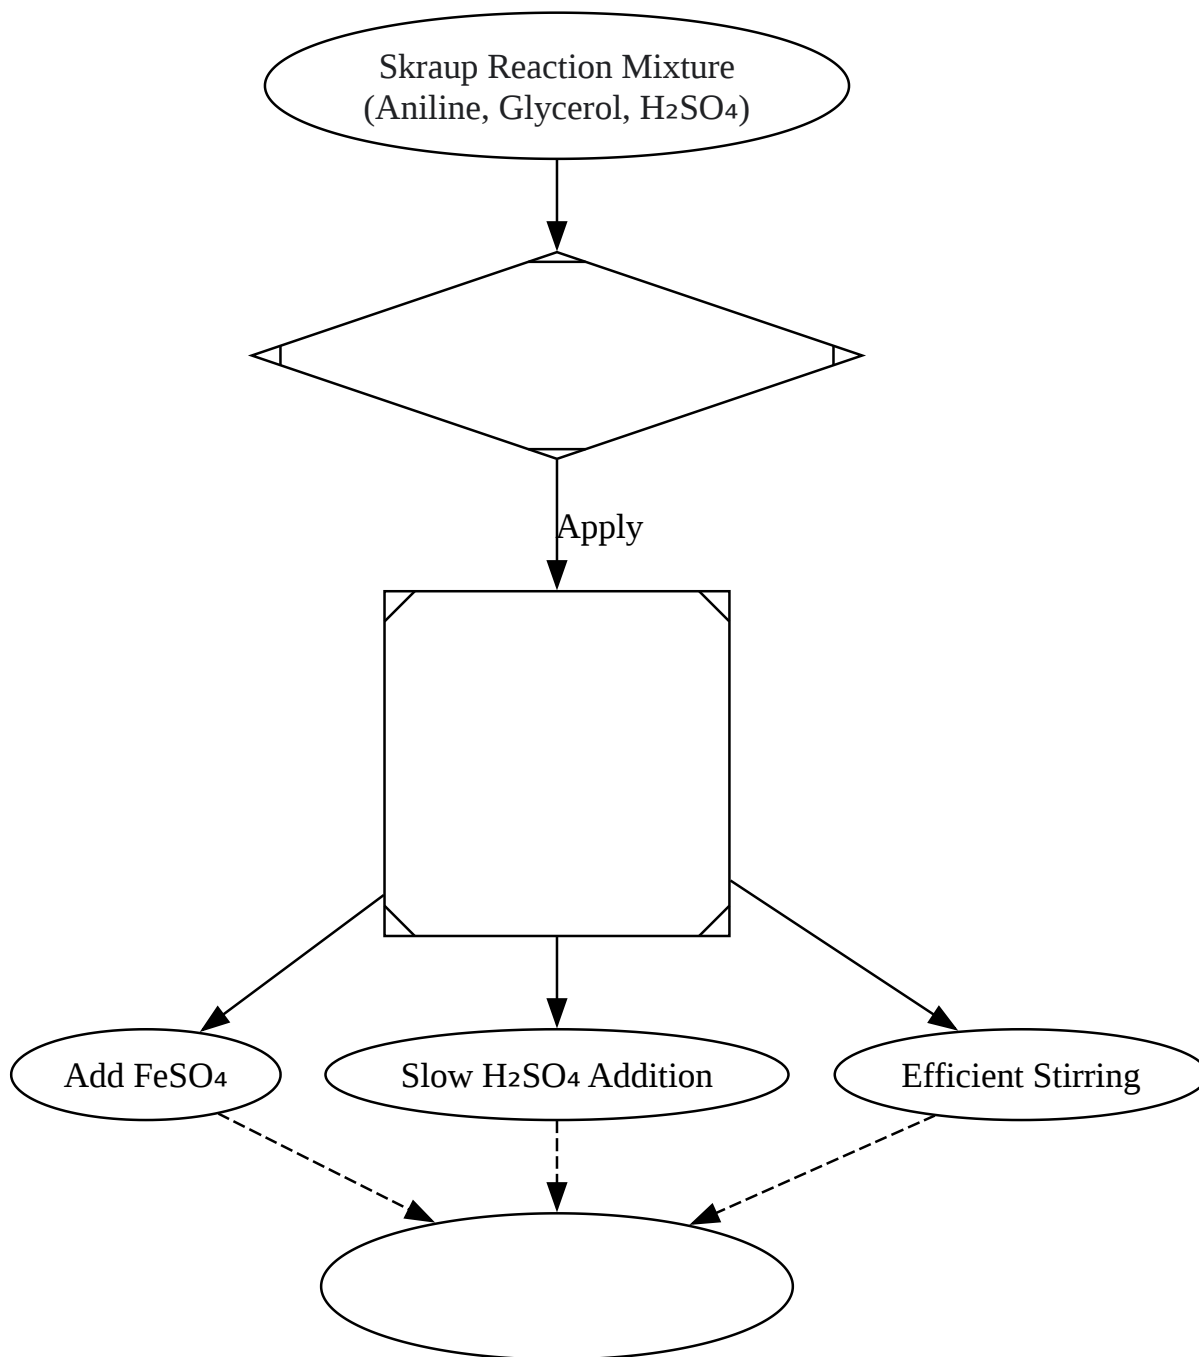 Skraup Reaction Mixture
(Aniline, Glycerol, H₂SO₄)
Apply
Add FeSO₄
Slow H₂SO₄ Addition
Efficient Stirring